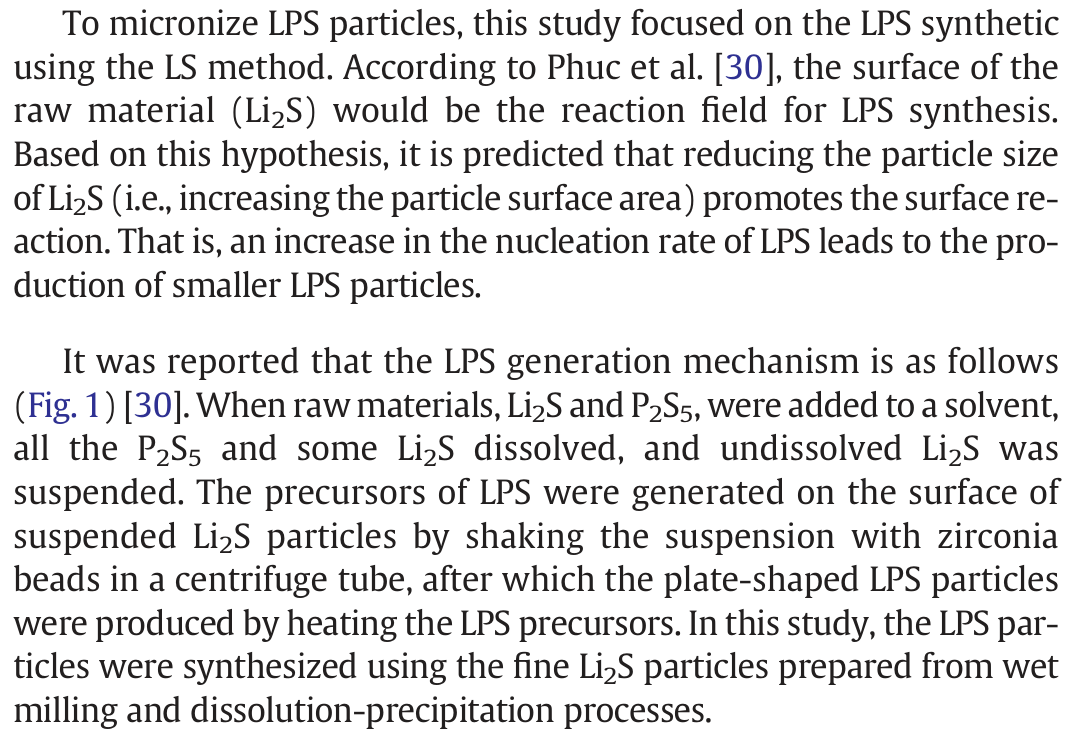 To micronize LPS particles, this study focused on the LPS synthetic
using the LS method. According to Phuc et al. [30], the surface of the
raw material (Li₂S) would be the reaction field for LPS synthesis.
Based on this hypothesis, it is predicted that reducing the particle size
of Li₂S (i.e., increasing the particle surface area) promotes the surface re-
action. That is, an increase in the nucleation rate of LPS leads to the pro-
duction of smaller LPS particles.
It was reported that the LPS generation mechanism is as follows
(Fig. 1) [30]. When raw materials, Li₂S and P₂S₅, were added to a solvent,
all the P₂S₅ and some Li₂S dissolved, and undissolved Li₂S was
suspended. The precursors of LPS were generated on the surface of
suspended Li₂S particles by shaking the suspension with zirconia
beads in a centrifuge tube, after which the plate-shaped LPS particles
were produced by heating the LPS precursors. In this study, the LPS par-
ticles were synthesized using the fine Li₂S particles prepared from wet
milling and dissolution-precipitation processes.